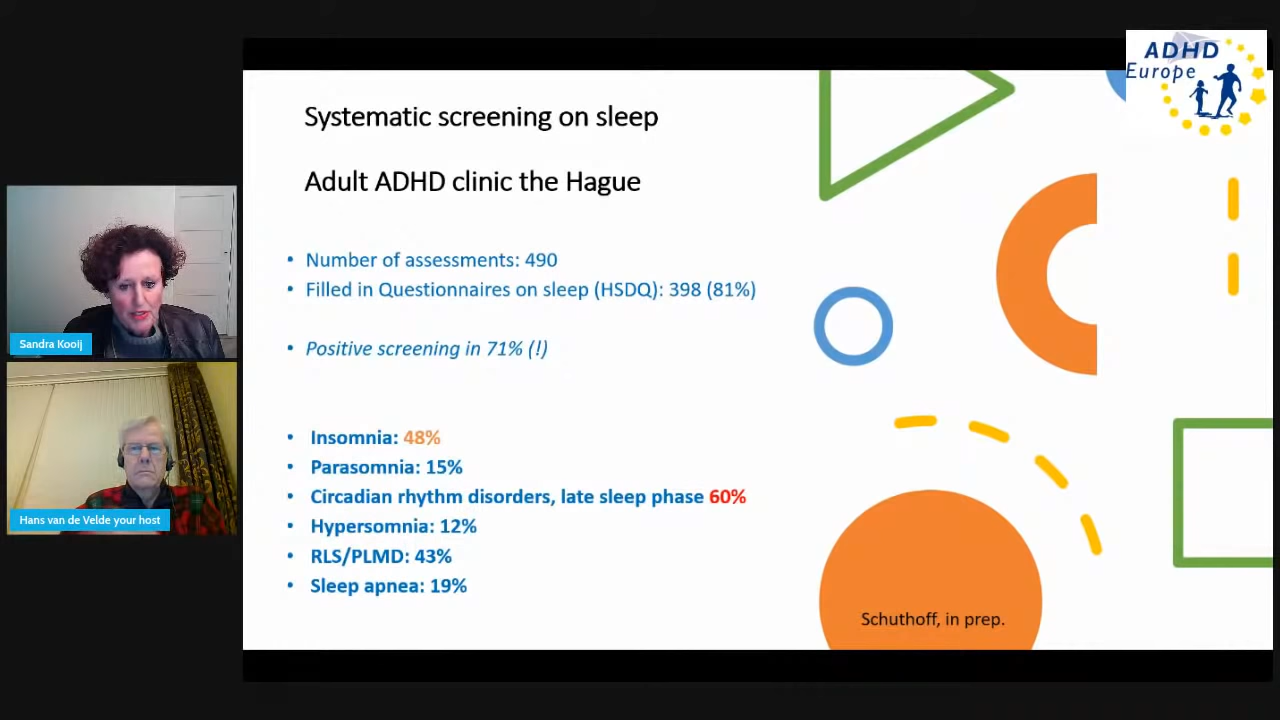 ADHD
Europe
Systematic screening on sleep
Adult ADHD clinic the Hague
• Number of assessments: 490
• Filled in Questionnaires on sleep (HSDQ): 398 (81%)
• Positive screening in 71% (!)
• Insomnia: 48%
• Parasomnia: 15%
• Circadian rhythm disorders, late sleep phase 60%
• Hypersomnia: 12%
• RLS/PLMD: 43%
• Sleep apnea: 19%
Schuthoff, in prep.
Sandra Kooij
Hans van de Velde your host